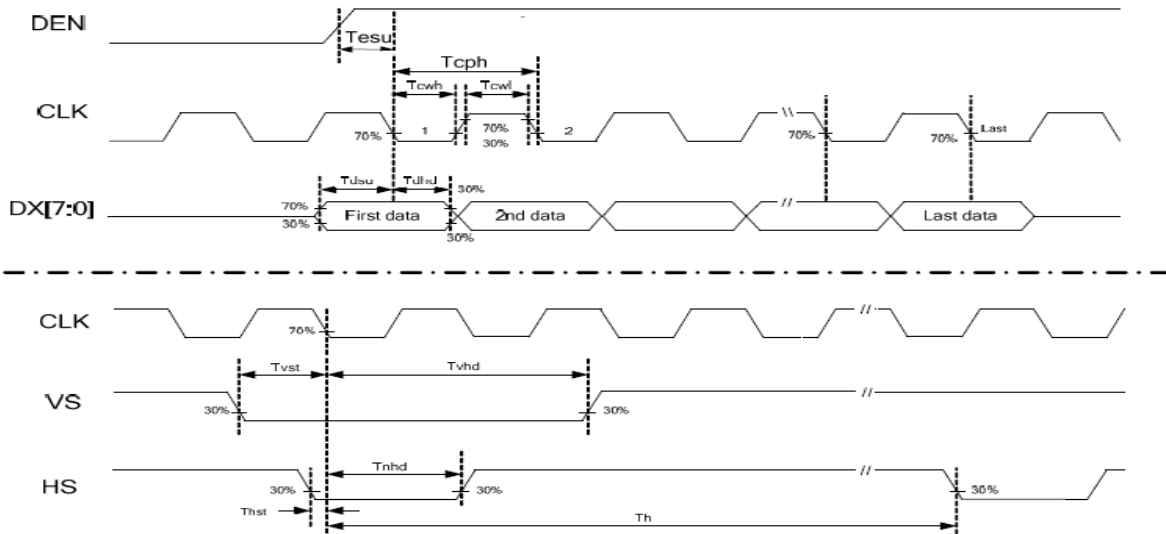 DEN
Tesu
Tcph
Tcwh
Tcwl
CLK
70%
1
70%
30%
2
//
70%
70%
Last
Tdsu
Tdhd
DX[7:0]
70%
30%
First data
30%
30%
2nd data
//
Last data
CLK
70%
//
Tvst
Tvhd
VS
30%
30%
//
Thhd
HS
30%
30%
//
30%
Thst
Th